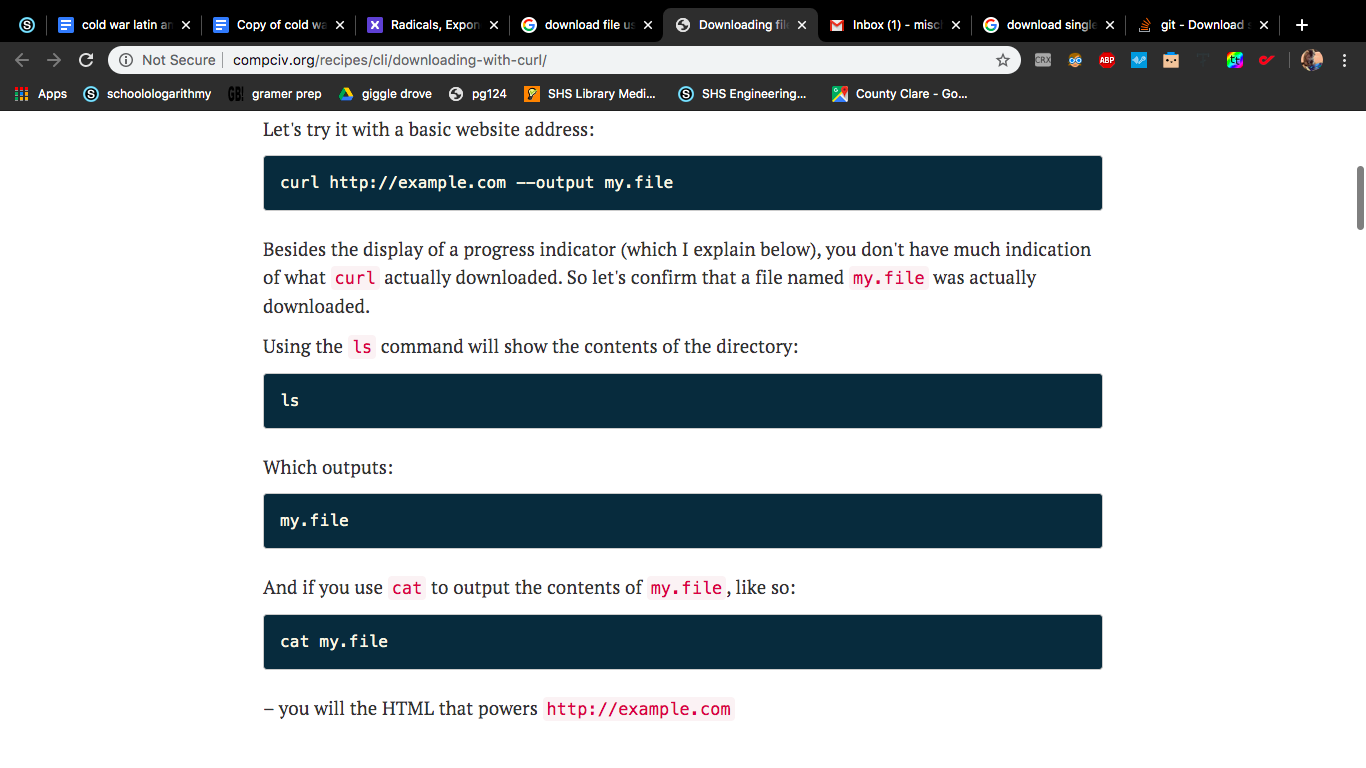 cold war latin an
Copy of cold wa
Radicals, Expon
download file us
Downloading file
Inbox (1) - misc
download single
git - Download s
Not Secure | compciv.org/recipes/cli/downloading-with-curl/
CRX
ABP
Apps
schoolologarithmy
GB!
gramer prep
giggle drove
pg124
SHS Library Medi...
SHS Engineering...
County Clare - Go...
Let's try it with a basic website address:
curl http://example.com --output my.file
Besides the display of a progress indicator (which I explain below), you don't have much indication
of what curl actually downloaded. So let's confirm that a file named my.file was actually
downloaded.
Using the ls command will show the contents of the directory:
ls
Which outputs:
my.file
And if you use cat to output the contents of my.file, like so:
cat my.file
– you will the HTML that powers http://example.com